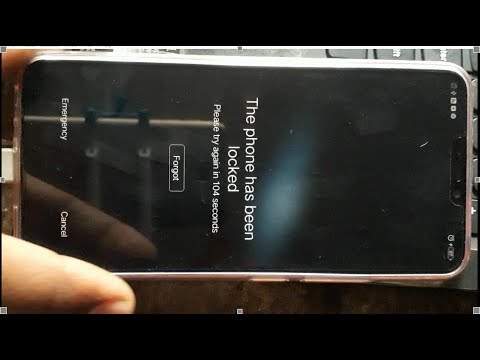 The phone has been
locked
Please try again in 104 seconds
Forgot
Emergency
Cancel